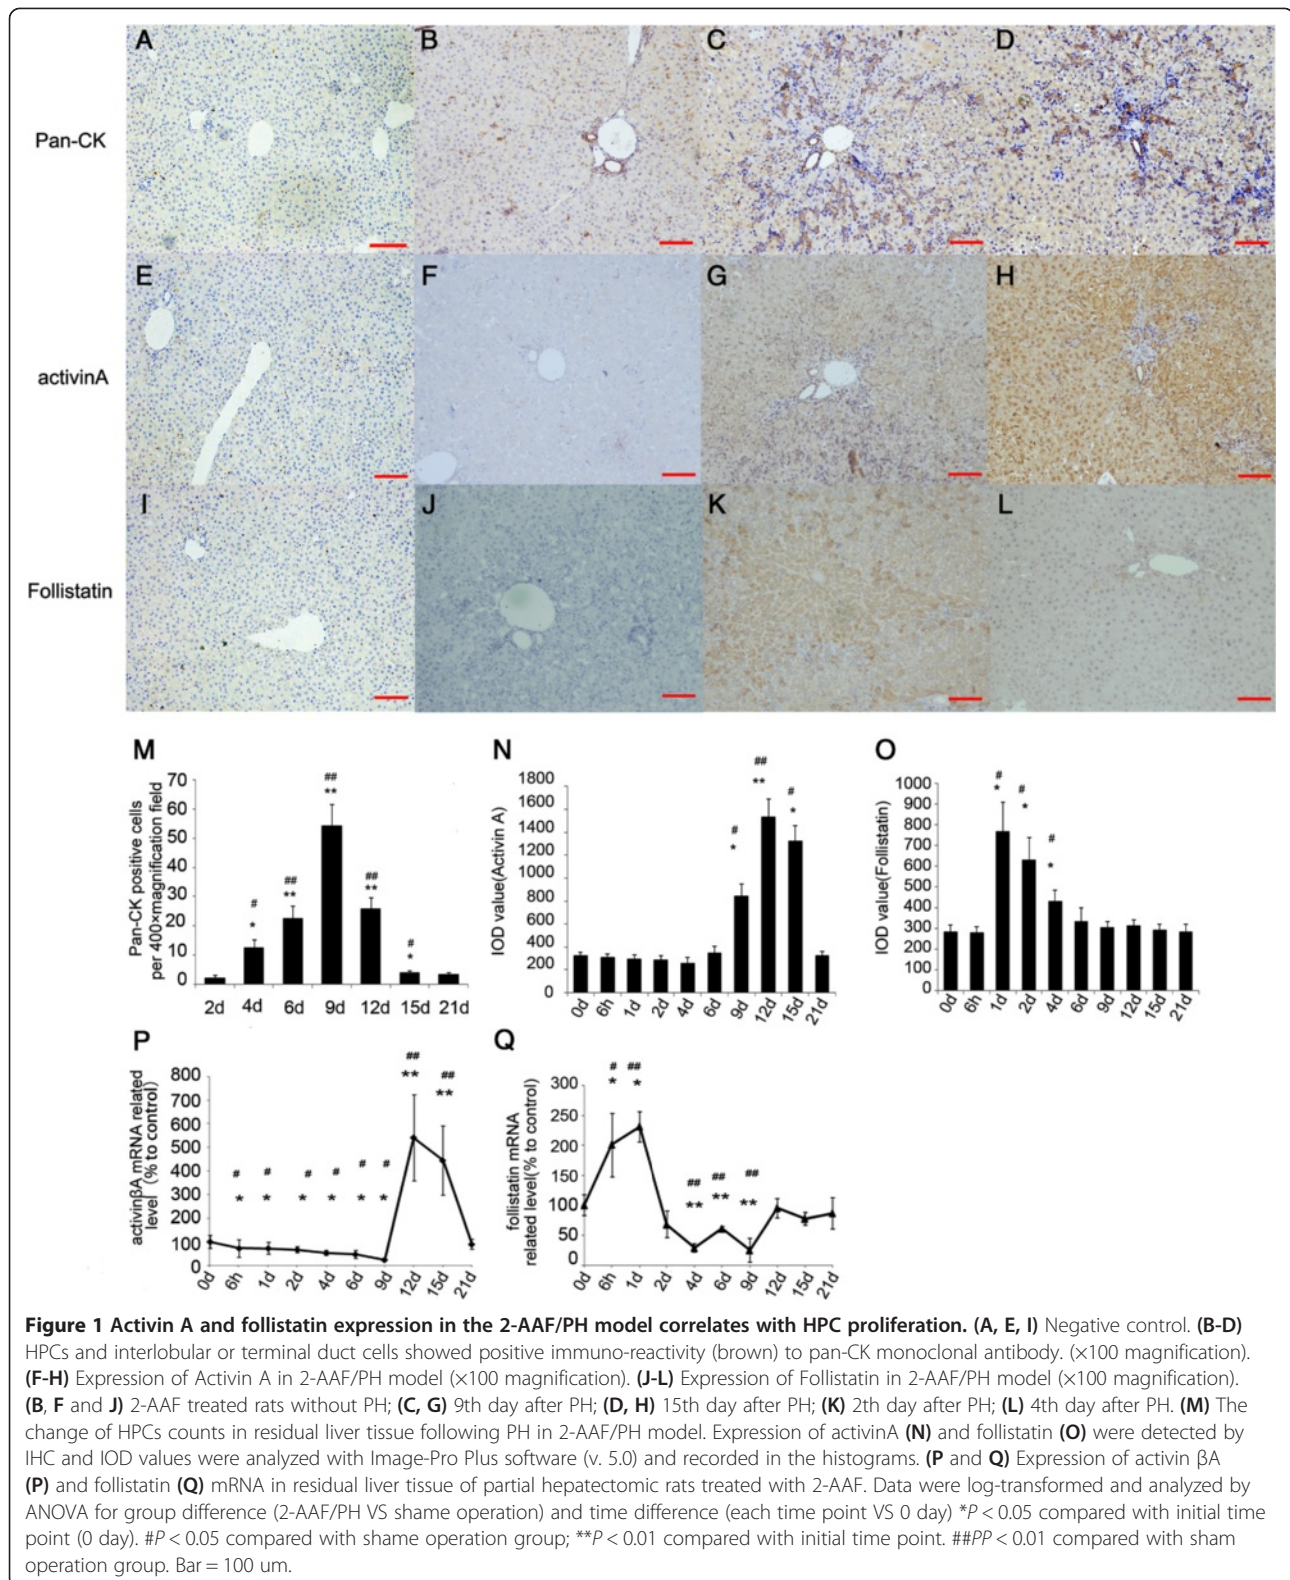 A
B
C
D
Pan-CK
E
F
G
H
activinA
I
J
K
L
Follistatin
M
Pan-CK positive cells
per 400×magnification field
70
60
50
40
30
20
10
0
# * ## ** ## ** ## ** # *
2d 4d 6d 9d 12d 15d 21d
N
IOD value(Activin A)
1800
1600
1400
1200
1000
800
600
400
200
0
# * ## ** # *
0d 6h 1d 2d 4d 6d 9d 12d 15d 21d
O
IOD value(Follistatin)
1000
900
800
700
600
500
400
300
200
100
0
# * # * # *
0d 6h 1d 2d 4d 6d 9d 12d 15d 21d
P
activinβA mRNA related
level (% to control)
800
700
600
500
400
300
200
100
0
# * # * # * # * # * # * ## ** ## **
0d 6h 1d 2d 4d 6d 9d 12d 15d 21d
Q
follistatin mRNA
related level(% to control)
300
250
200
150
100
50
0
# * ## * ## ** ## ** ## **
0d 6h 1d 2d 4d 6d 9d 12d 15d 21d
Figure 1 Activin A and follistatin expression in the 2-AAF/PH model correlates with HPC proliferation. (A, E, I) Negative control. (B-D)
HPCs and interlobular or terminal duct cells showed positive immuno-reactivity (brown) to pan-CK monoclonal antibody. (×100 magnification).
(F-H) Expression of Activin A in 2-AAF/PH model (×100 magnification). (J-L) Expression of Follistatin in 2-AAF/PH model (×100 magnification).
(B, F and J) 2-AAF treated rats without PH; (C, G) 9th day after PH; (D, H) 15th day after PH; (K) 2th day after PH; (L) 4th day after PH. (M) The
change of HPCs counts in residual liver tissue following PH in 2-AAF/PH model. Expression of activinA (N) and follistatin (O) were detected by
IHC and IOD values were analyzed with Image-Pro Plus software (v. 5.0) and recorded in the histograms. (P and Q) Expression of activin βA
(P) and follistatin (Q) mRNA in residual liver tissue of partial hepatectomic rats treated with 2-AAF. Data were log-transformed and analyzed by
ANOVA for group difference (2-AAF/PH VS shame operation) and time difference (each time point VS 0 day) *P < 0.05 compared with initial time
point (0 day). #P < 0.05 compared with shame operation group; **P < 0.01 compared with initial time point. ##PP < 0.01 compared with sham
operation group. Bar = 100 um.